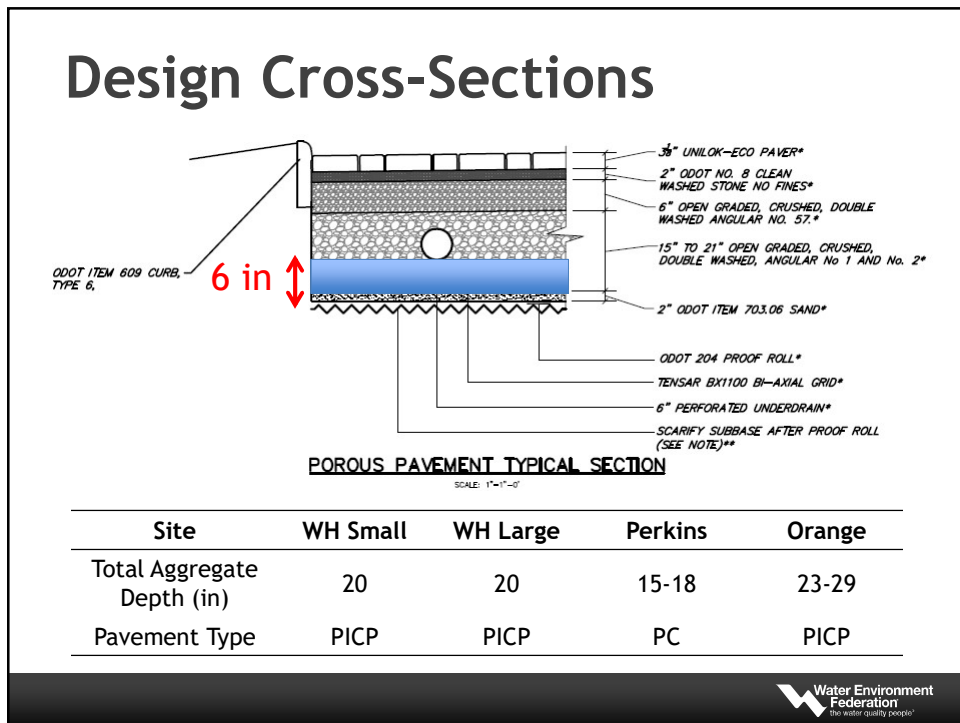 Design Cross-Sections
3⅛" UNILOK-ECO PAVER*
2" ODOT NO. 8 CLEAN
WASHED STONE NO FINES*
6" OPEN GRADED, CRUSHED, DOUBLE
WASHED ANGULAR NO. 57.*
15" TO 21" OPEN GRADED, CRUSHED,
DOUBLE WASHED, ANGULAR No 1 AND No. 2*
ODOT ITEM 609 CURB,
TYPE 6,
6 in
2" ODOT ITEM 703.06 SAND*
ODOT 204 PROOF ROLL*
TENSAR BX1100 BI-AXIAL GRID*
6" PERFORATED UNDERDRAIN*
SCARIFY SUBBASE AFTER PROOF ROLL
(SEE NOTE)**
POROUS PAVEMENT TYPICAL SECTION
SCALE: 1"=1'-0"
Site WH Small WH Large Perkins Orange
Total Aggregate
Depth (in) 20 20 15-18 23-29
Pavement Type PICP PICP PC PICP
Water Environment
Federation
the water quality people®